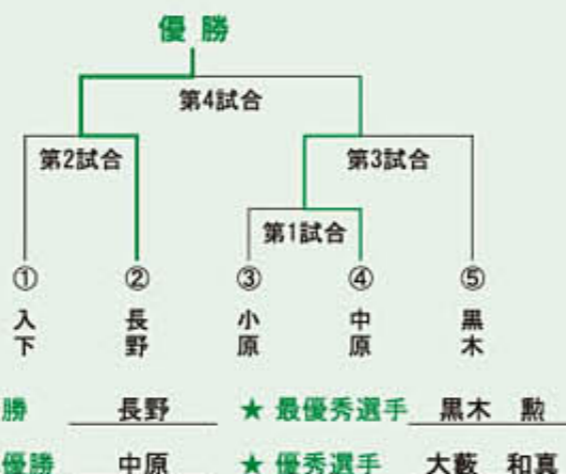 優勝
第4試合
第2試合 第3試合
第1試合
① ② ③ ④ ⑤
入下 長野 小原 中原 黒木
勝 長野 ★ 最優秀選手 黒木 勲
優勝 中原 ★ 優秀選手 大藪 和真